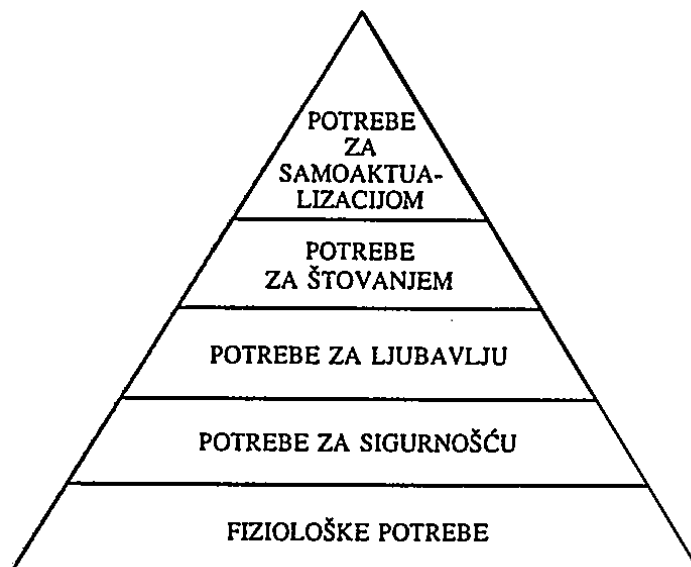 POTREBE
ZA
SAMOAKTUA-
LIZACIJOM
POTREBE
ZA ŠTOVANJEM
POTREBE ZA LJUBAVLJU
POTREBE ZA SIGURNOŠĆU
FIZIOLOŠKE POTREBE